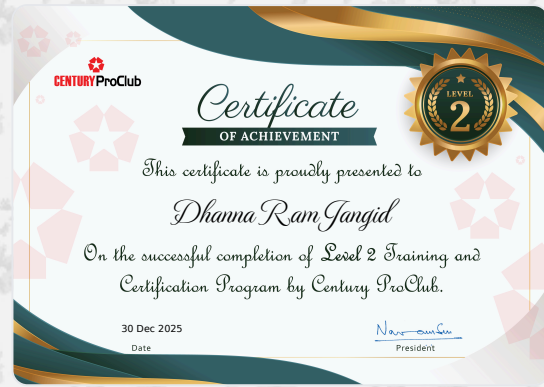 CENTURY ProClub
Certificate
OF ACHIEVEMENT
LEVEL
2
This certificate is proudly presented to
Dhanna Ram Jangid
On the successful completion of Level 2 Training and
Certification Program by Century ProClub.
30 Dec 2025
Date
President